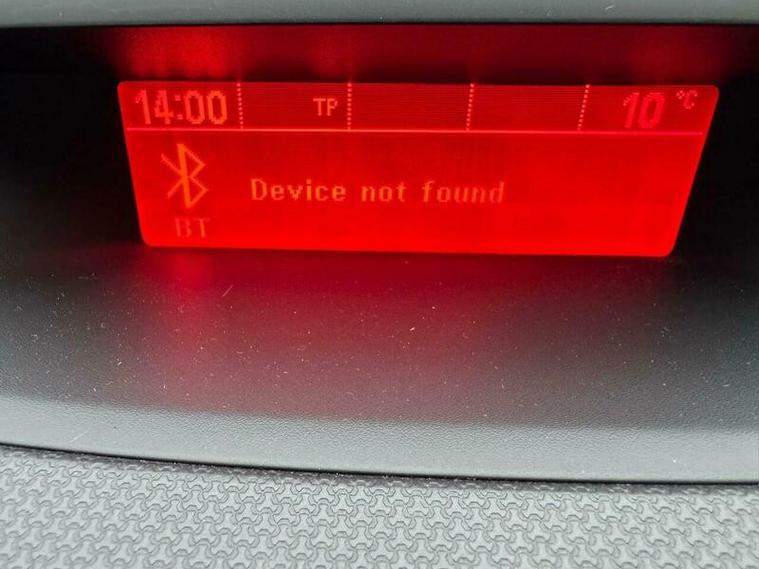 14:00 TP 10 °C
Device not found
BT